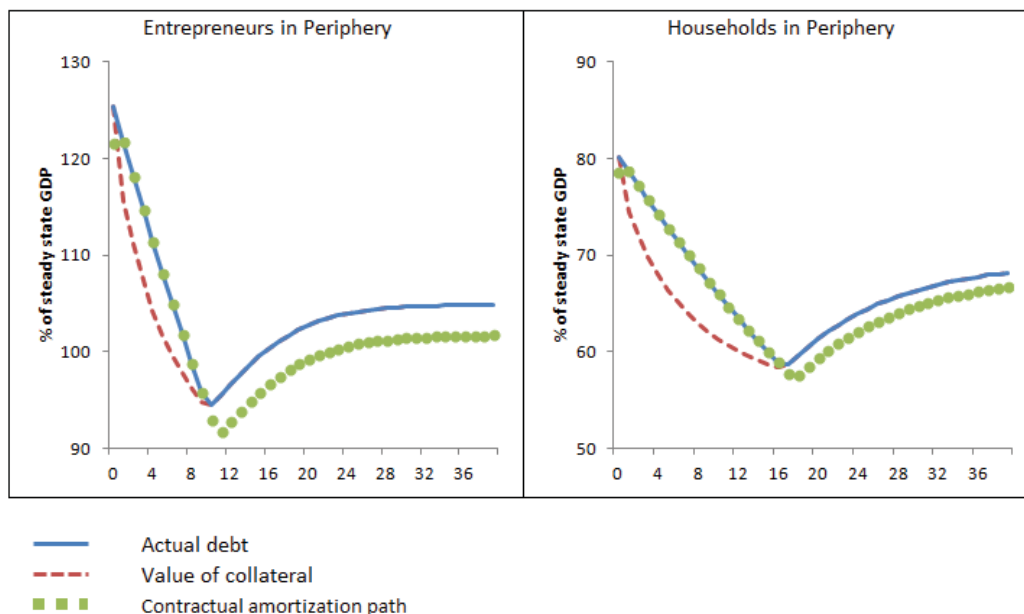 Entrepreneurs in Periphery
% of steady state GDP
130
120
110
100
90
0 4 8 12 16 20 24 28 32 36
Households in Periphery
% of steady state GDP
90
80
70
60
50
0 4 8 12 16 20 24 28 32 36
Actual debt
Value of collateral
Contractual amortization path